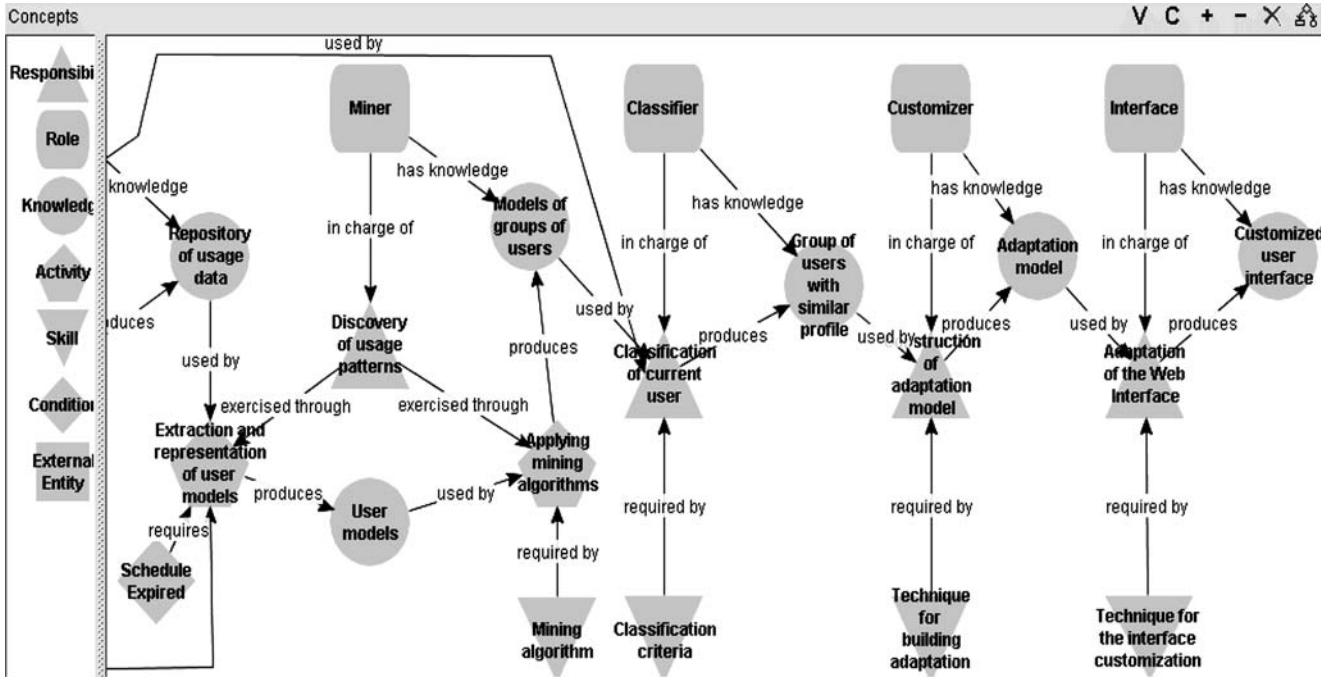 Concepts
V C + -
Responsibi
Role
Knowledg
Activity
Skill
Condition
External
Entity
used by
Miner
Classifier
Customizer
Interface
knowledge
has knowledge
has knowledge
has knowledge
has knowledge
Repository
of usage
data
in charge of
Models of
groups of
users
in charge of
Group of
users with
similar
profile
in charge of
Adaptation
model
in charge of
Customized
user
interface
oduces
used by
Discovery
of usage
patterns
produces
used by
Classification
of current
user
produces
used by
struction of
adaptation
model
produces
used by
Adaptation
of the Web
Interface
produces
exercised through
exercised through
Extraction and
representation
of user
models
produces
User
models
used by
Applying
mining
algorithms
requires
Schedule
Expired
required by
required by
required by
required by
Mining
algorithm
Classification
criteria
Technique
for
building
adaptation
Technique for
the interface
customization